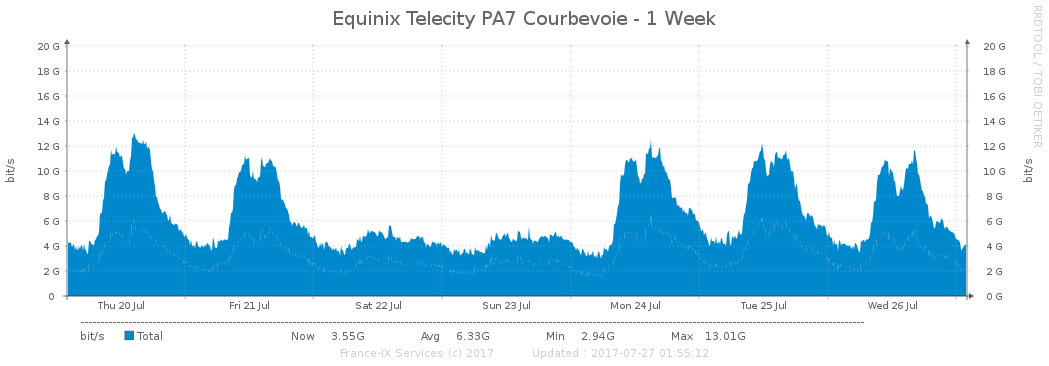 Equinix Telecity PA7 Courbevoie - 1 Week
RRDTOOL / TOBI OETIKER
bit/s
20 G 20 G
18 G 18 G
16 G 16 G
14 G 14 G
12 G 12 G
10 G 10 G
8 G 8 G
6 G 6 G
4 G 4 G
2 G 2 G
0 0 G
bit/s
Thu 20 Jul Fri 21 Jul Sat 22 Jul Sun 23 Jul Mon 24 Jul Tue 25 Jul Wed 26 Jul
bit/s Total Now 3.55G Avg 6.33G Min 2.94G Max 13.01G
France-IX Services (c) 2017 Updated : 2017-07-27 01:55:12